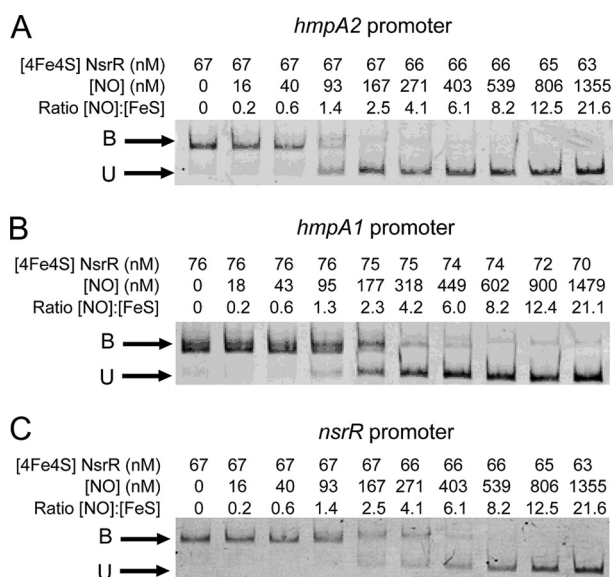 A
hmpA2 promoter
[4Fe4S] NsrR (nM) 67 67 67 67 67 66 66 66 65 63
[NO] (nM) 0 16 40 93 167 271 403 539 806 1355
Ratio [NO]:[FeS] 0 0.2 0.6 1.4 2.5 4.1 6.1 8.2 12.5 21.6
B
U
B
hmpA1 promoter
[4Fe4S] NsrR (nM) 76 76 76 76 75 75 74 74 72 70
[NO] (nM) 0 18 43 95 177 318 449 602 900 1479
Ratio [NO]:[FeS] 0 0.2 0.6 1.3 2.3 4.2 6.0 8.2 12.4 21.1
B
U
C
nsrR promoter
[4Fe4S] NsrR (nM) 67 67 67 67 67 66 66 66 65 63
[NO] (nM) 0 16 40 93 167 271 403 539 806 1355
Ratio [NO]:[FeS] 0 0.2 0.6 1.4 2.5 4.1 6.1 8.2 12.5 21.6
B
U